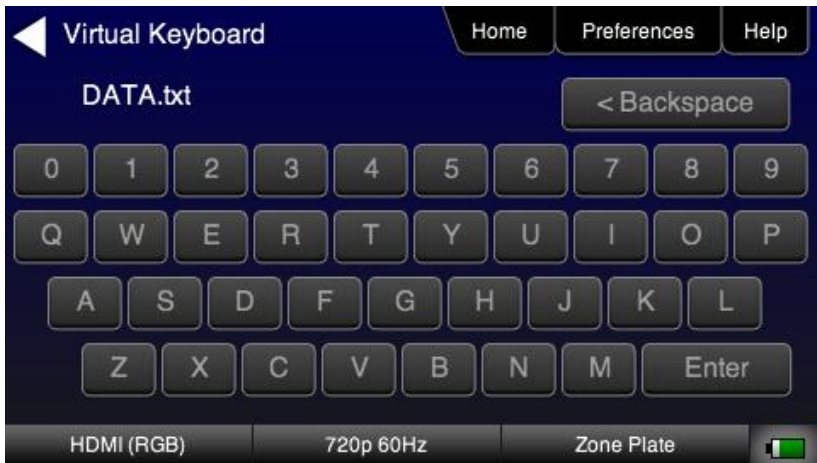 Virtual Keyboard Home Preferences Help
DATA.txt < Backspace
0 1 2 3 4 5 6 7 8 9
Q W E R T Y U I O P
A S D F G H J K L
Z X C V B N M Enter
HDMI (RGB) 720p 60Hz Zone Plate